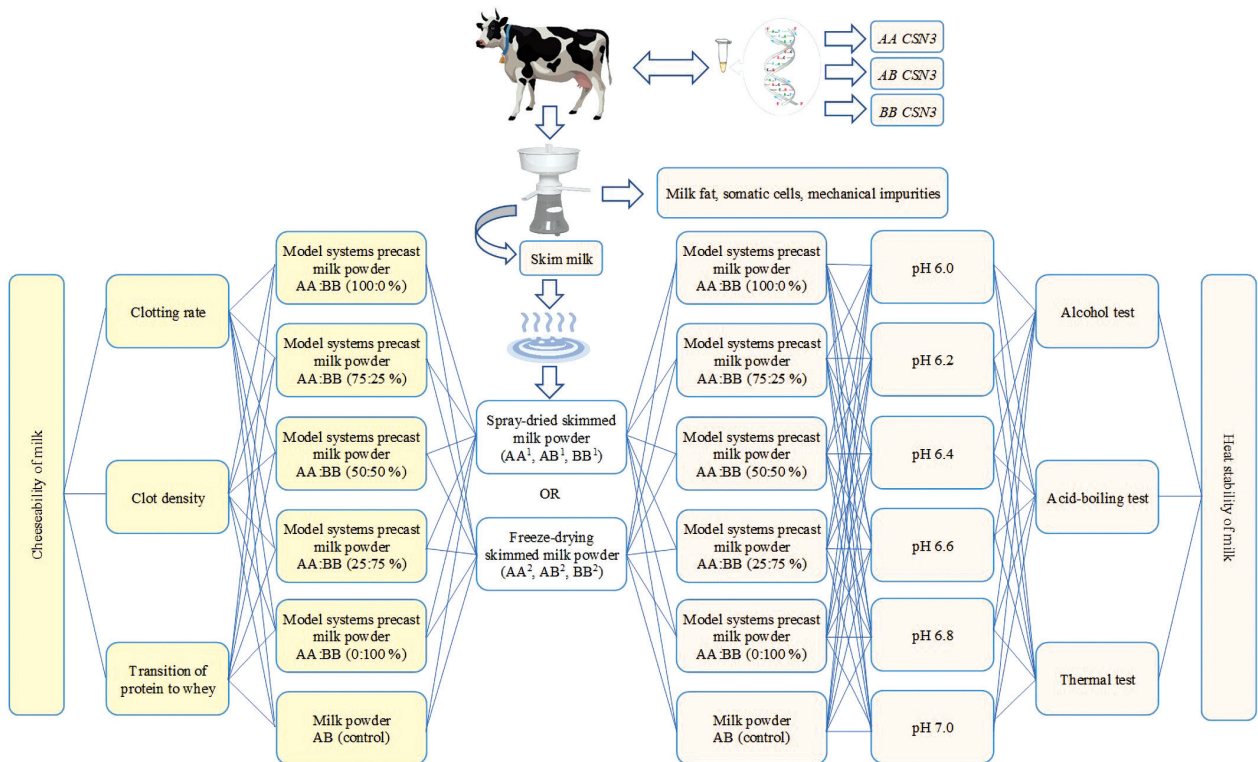 AA CSN3
AB CSN3
BB CSN3
Milk fat, somatic cells, mechanical impurities
Skim milk
Cheeseability of milk
Clotting rate
Clot density
Transition of
protein to whey
Model systems precast
milk powder
AA:BB (100:0 %)
Model systems precast
milk powder
AA:BB (75:25 %)
Model systems precast
milk powder
AA:BB (50:50 %)
Model systems precast
milk powder
AA:BB (25:75 %)
Model systems precast
milk powder
AA:BB (0:100 %)
Milk powder
AB (control)
Spray-dried skimmed
milk powder
(AA¹, AB¹, BB¹)
OR
Freeze-drying
skimmed milk powder
(AA², AB², BB²)
Model systems precast
milk powder
AA:BB (100:0 %)
Model systems precast
milk powder
AA:BB (75:25 %)
Model systems precast
milk powder
AA:BB (50:50 %)
Model systems precast
milk powder
AA:BB (25:75 %)
Model systems precast
milk powder
AA:BB (0:100 %)
Milk powder
AB (control)
pH 6.0
pH 6.2
pH 6.4
pH 6.6
pH 6.8
pH 7.0
Alcohol test
Acid-boiling test
Thermal test
Heat stability of milk